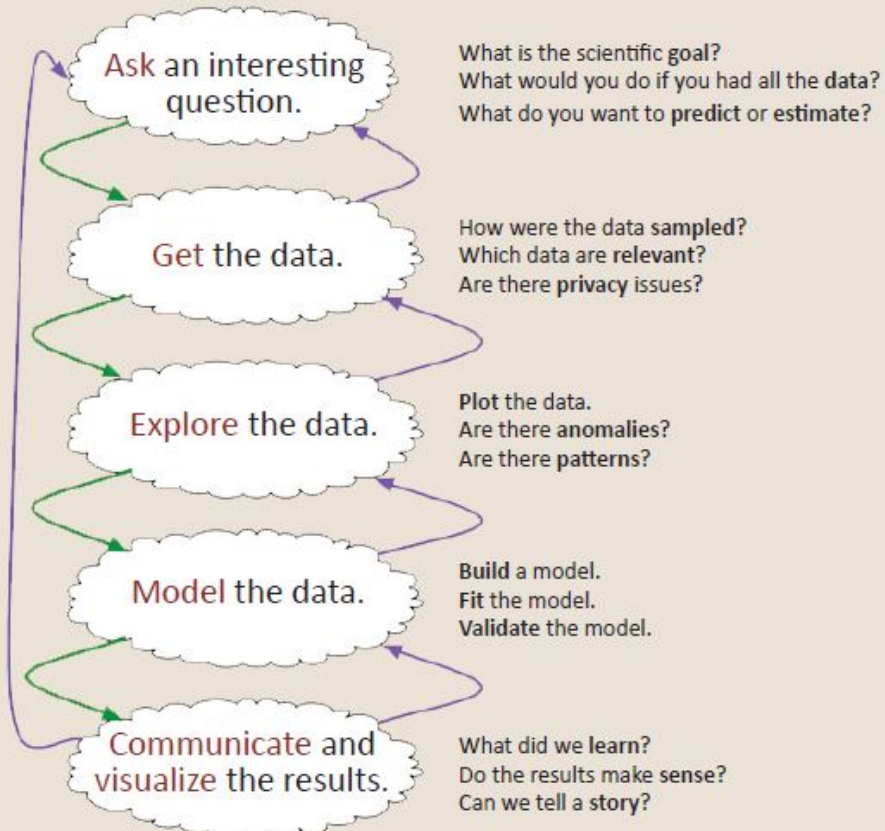 Ask an interesting
question.
What is the scientific goal?
What would you do if you had all the data?
What do you want to predict or estimate?
Get the data.
How were the data sampled?
Which data are relevant?
Are there privacy issues?
Explore the data.
Plot the data.
Are there anomalies?
Are there patterns?
Model the data.
Build a model.
Fit the model.
Validate the model.
Communicate and
visualize the results.
What did we learn?
Do the results make sense?
Can we tell a story?